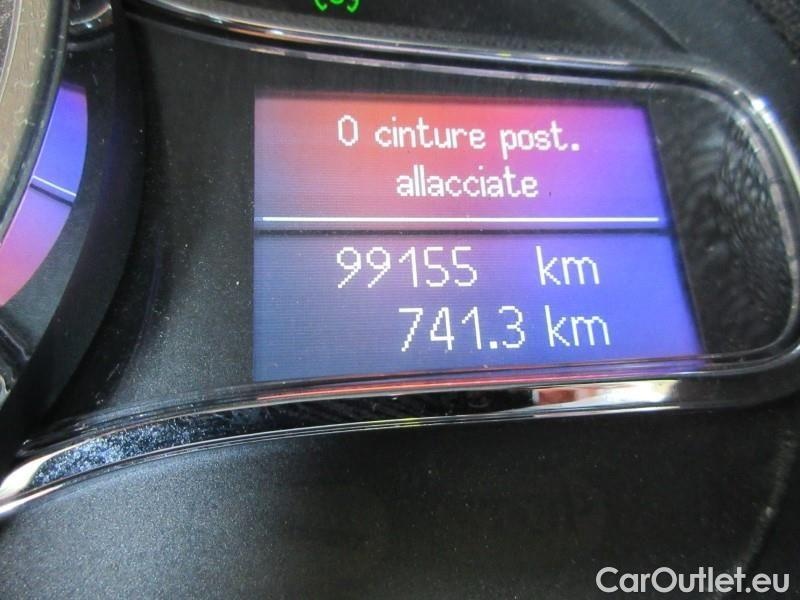 0 cinture post.
allacciate
99155 km
741.3 km
CarOutlet.eu